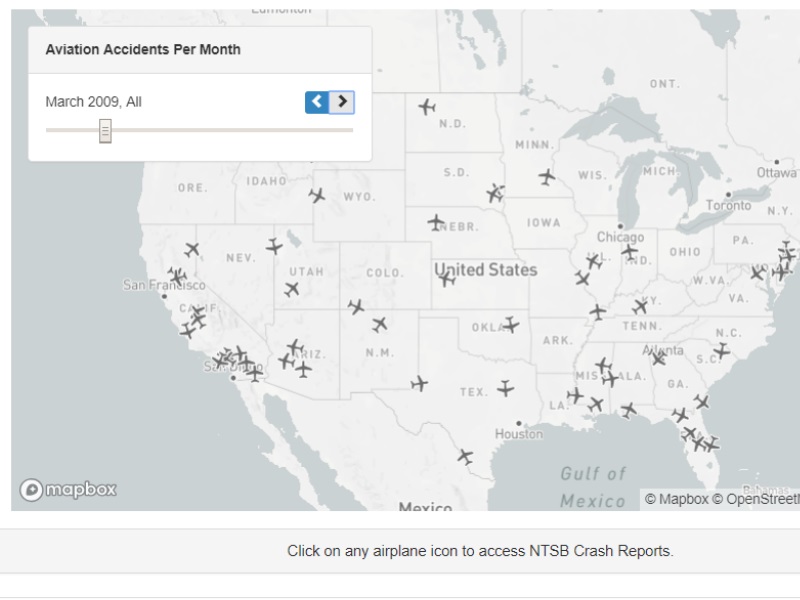 Edmonton
Aviation Accidents Per Month
March 2009, All
ONT.
N.D.
MINN.
S.D.
WIS.
MICH.
Ottawa
ORE.
IDAHO
WYO.
Toronto
N.Y.
NEBR.
IOWA
Chicago
NEV.
UTAH
COLO.
United States
IND.
OHIO
PA.
San Francisco
W.VA.
VA.
CALIF.
KY.
OKLA.
TENN.
N.C.
ARIZ.
N.M.
ARK.
Atlanta
S.C.
San Diego
MISS.
ALA.
GA.
TEX.
LA.
Houston
Gulf of
Mexico
mapbox
Mexico
Bahamas
© Mapbox © OpenStreetM
Click on any airplane icon to access NTSB Crash Reports.